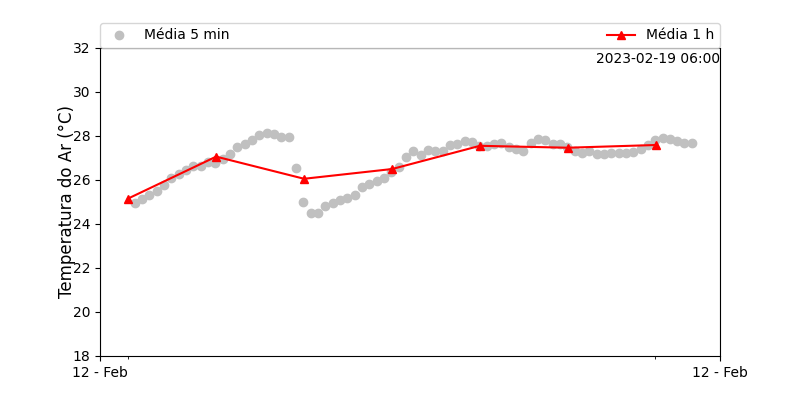 Média 5 min
Média 1 h
2023-02-19 06:00
Temperatura do Ar (°C)
32
30
28
26
24
22
20
18
12 - Feb
12 - Feb